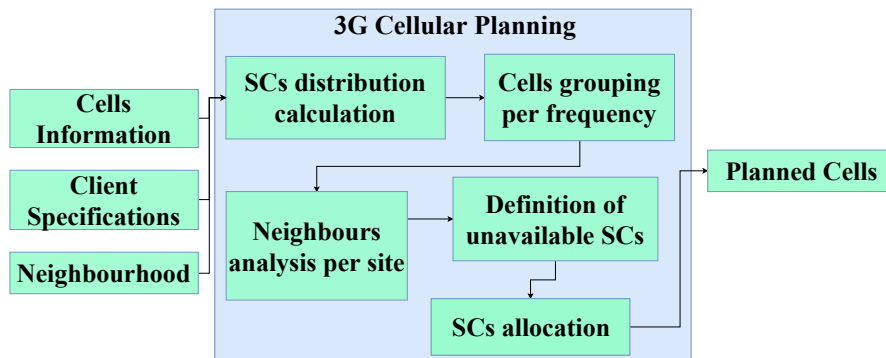 3G Cellular Planning
Cells
Information
Client
Specifications
Neighbourhood
SCs distribution
calculation
Cells grouping
per frequency
Neighbours
analysis per site
Definition of
unavailable SCs
SCs allocation
Planned Cells